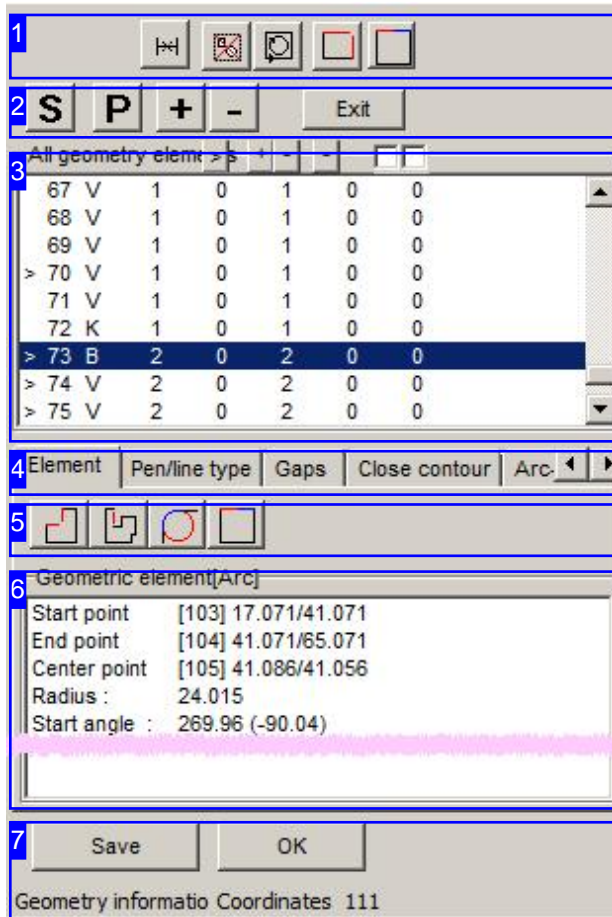 1
2 S P + - Exit
3 All geometry eleme > s + - -
67 V 1 0 1 0 0
68 V 1 0 1 0 0
69 V 1 0 1 0 0
> 70 V 1 0 1 0 0
71 V 1 0 1 0 0
72 K 1 0 1 0 0
> 73 B 2 0 2 0 0
> 74 V 2 0 2 0 0
> 75 V 2 0 2 0 0
4 Element Pen/line type Gaps Close contour Arc-
5
6 Geometric element[Arc]
Start point [103] 17.071/41.071
End point [104] 41.071/65.071
Center point [105] 41.086/41.056
Radius : 24.015
Start angle : 269.96 (-90.04)
7 Save OK
Geometry informatio Coordinates 111